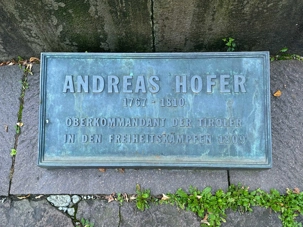 ANDREAS HOFER
1767 - 1810
OBERKOMMANDANT DER TIROLER
IN DEN FREIHEITSKÄMPFEN 1809